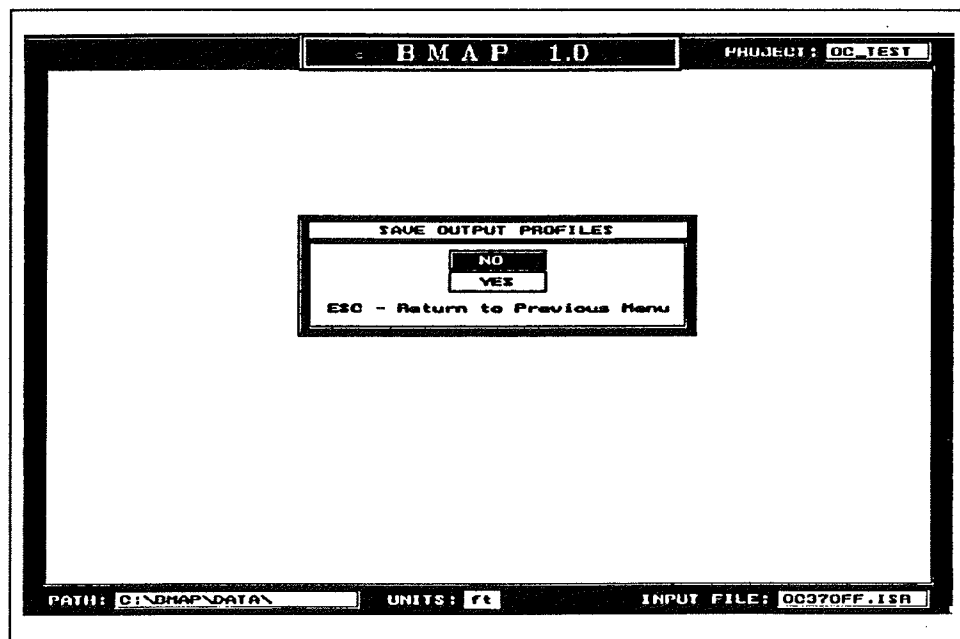 BMAP 1.0
PROJECT: OC_TEST
SAVE OUTPUT PROFILES
NO
YES
ESC - Return to Previous Menu
PATH: C:\BMAP\DATA\
UNITS: ft
INPUT FILE: OC370FF.ISR